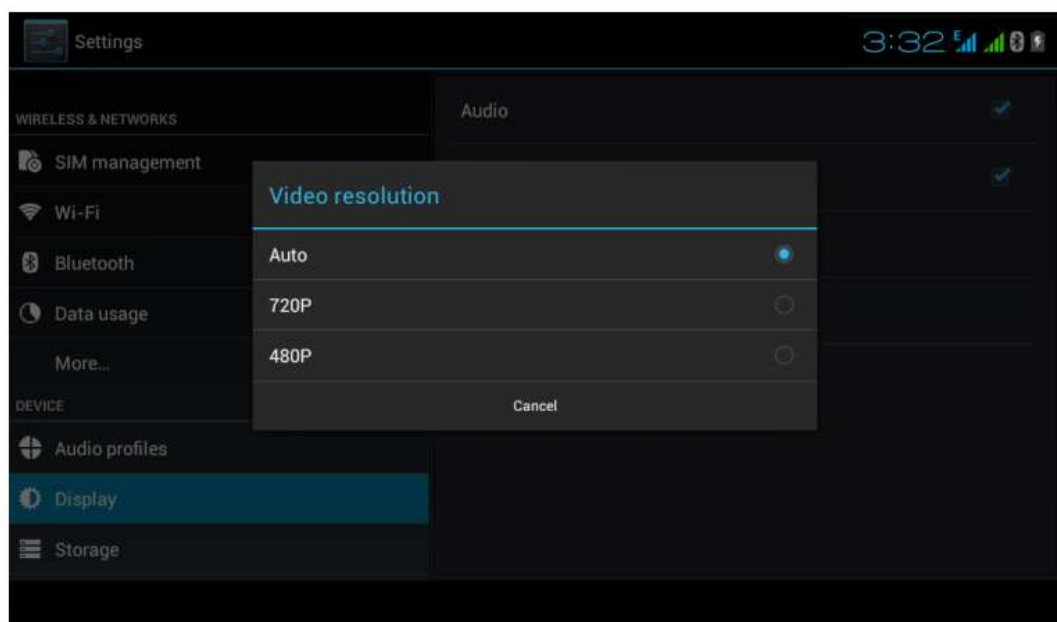 Settings
3:32 E
WIRELESS & NETWORKS
SIM management
Wi-Fi
Bluetooth
Data usage
More...
DEVICE
Audio profiles
Display
Storage
Audio
Video resolution
Auto
720P
480P
Cancel